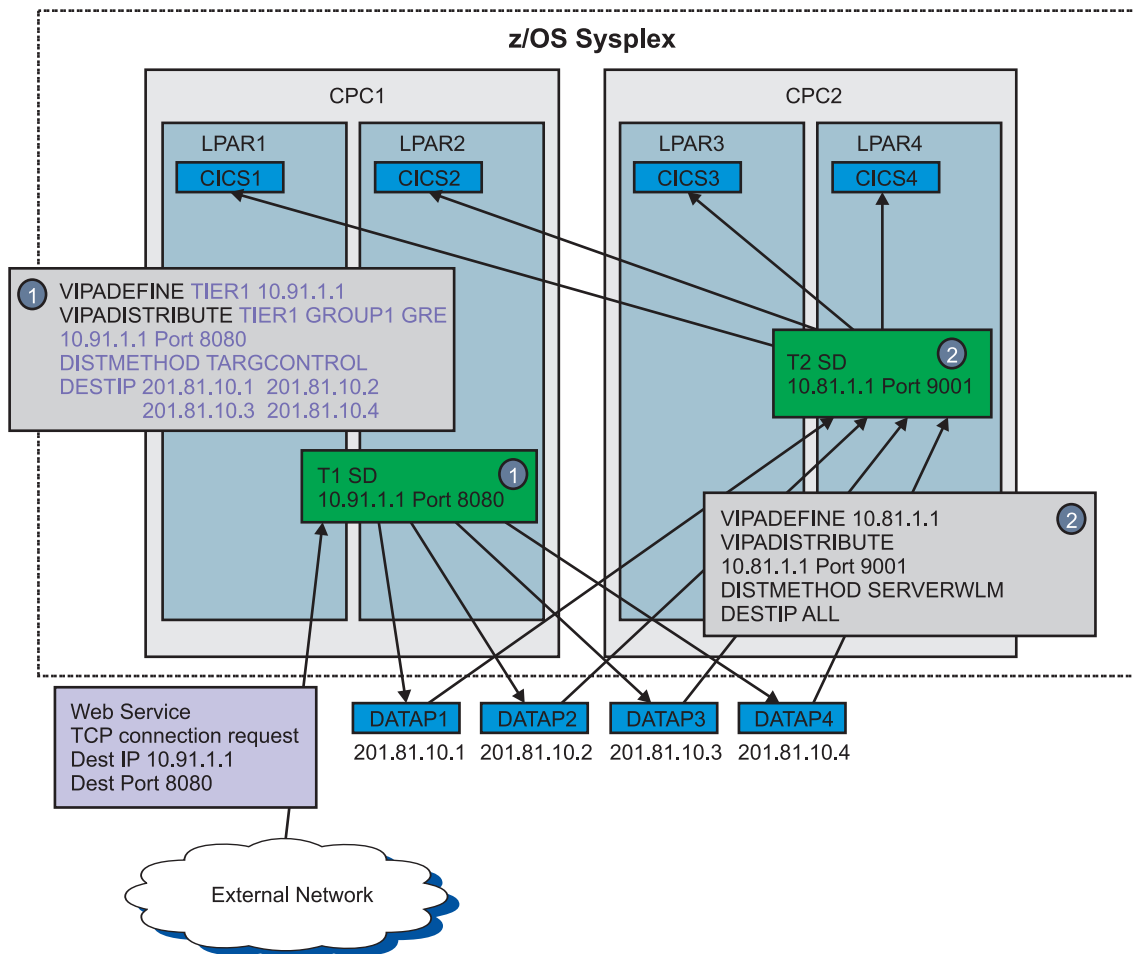 z/OS Sysplex
CPC1
CPC2
LPAR1
LPAR2
LPAR3
LPAR4
CICS1
CICS2
CICS3
CICS4
1
VIPADEFINE TIER1 10.91.1.1
VIPADISTRIBUTE TIER1 GROUP1 GRE
10.91.1.1 Port 8080
DISTMETHOD TARGCONTROL
DESTIP 201.81.10.1 201.81.10.2
201.81.10.3 201.81.10.4
T2 SD
2
10.81.1.1 Port 9001
T1 SD
1
10.91.1.1 Port 8080
2
VIPADEFINE 10.81.1.1
VIPADISTRIBUTE
10.81.1.1 Port 9001
DISTMETHOD SERVERWLM
DESTIP ALL
Web Service
TCP connection request
Dest IP 10.91.1.1
Dest Port 8080
DATAP1
DATAP2
DATAP3
DATAP4
201.81.10.1
201.81.10.2
201.81.10.3
201.81.10.4
External Network